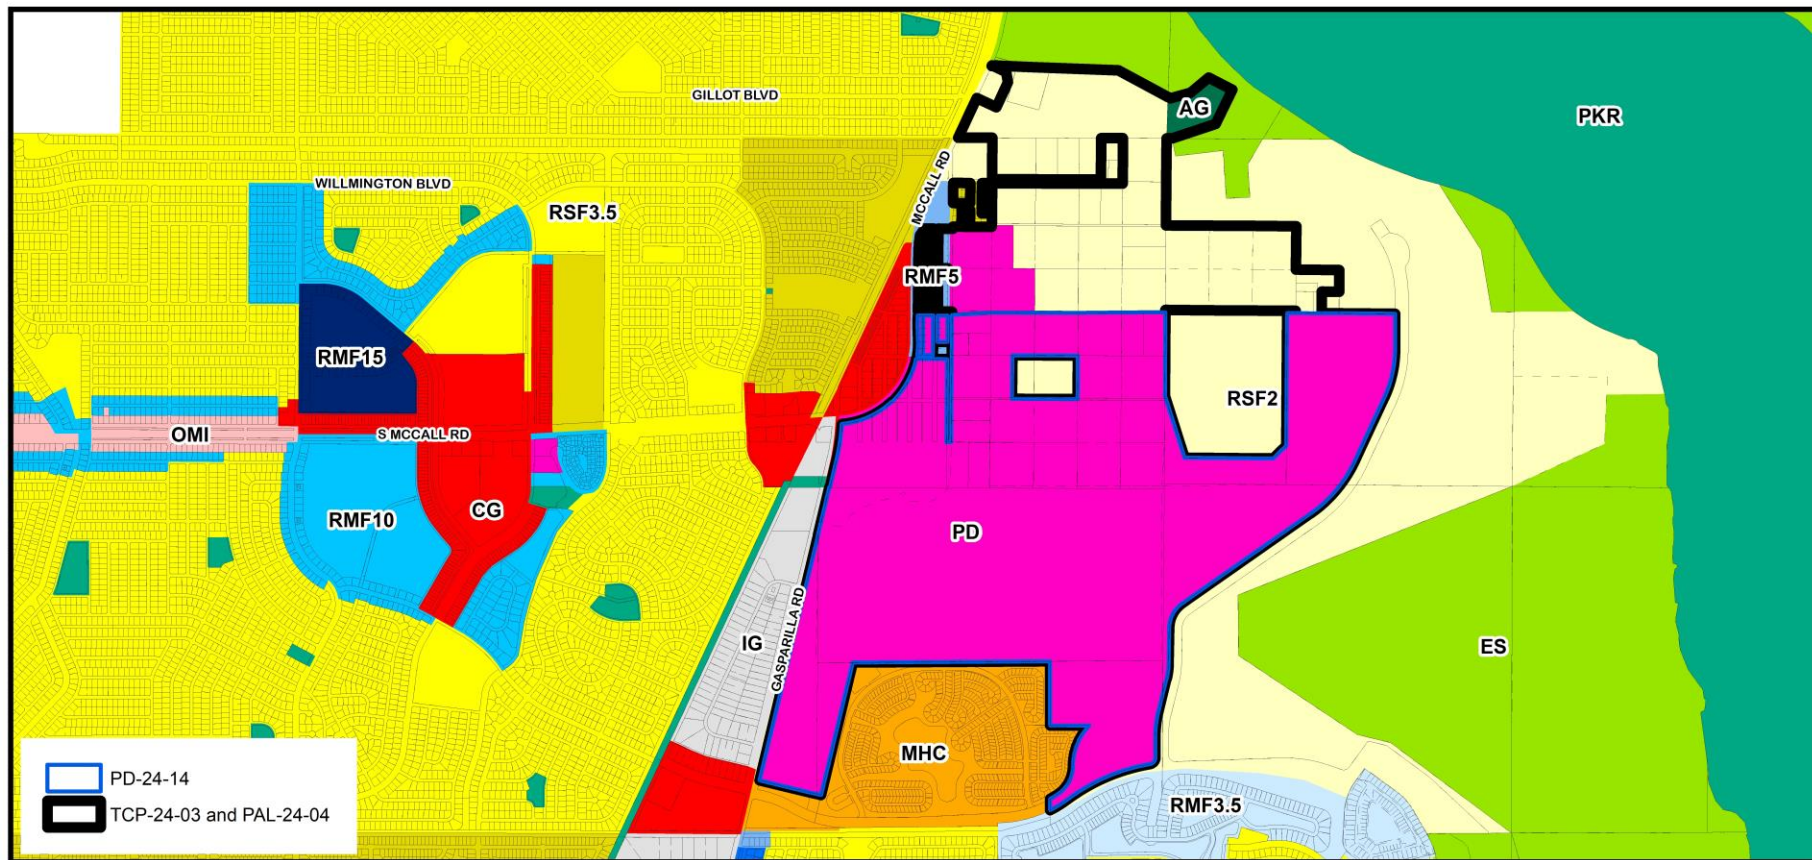 GILLOT BLVD
AG
PKR
MCCALL RD
WILLMINGTON BLVD
RSF3.5
RMF5
RMF15
RSF2
OMI
S MCCALL RD
CG
RMF10
PD
IG
GASPARILLA RD
ES
MHC
RMF3.5
PD-24-14
TCP-24-03 and PAL-24-04